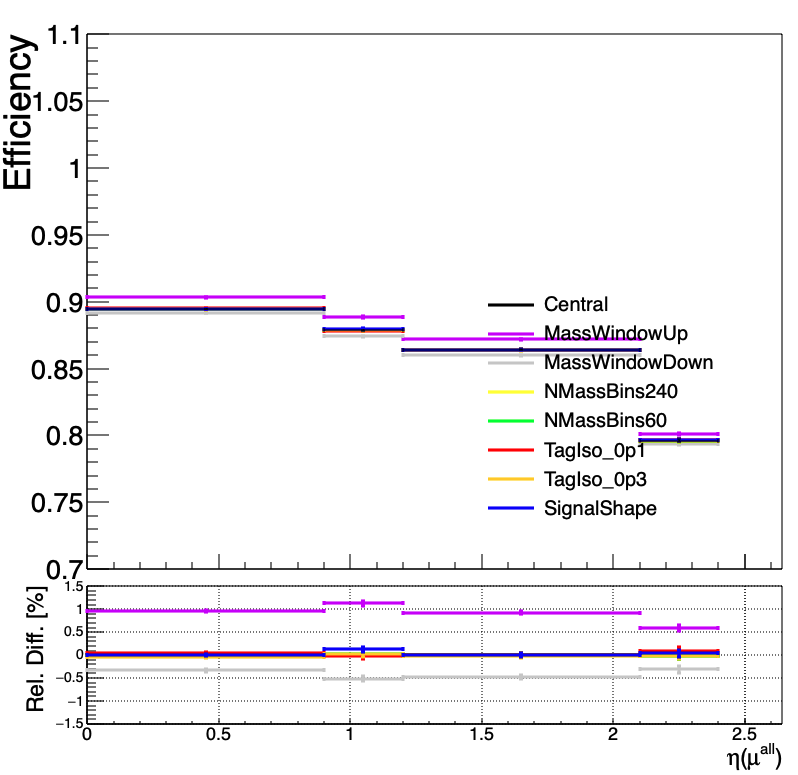 Efficiency
1.1
1.05
1
0.95
0.9
0.85
0.8
0.75
0.7
Central
MassWindowUp
MassWindowDown
NMassBins240
NMassBins60
TagIso_0p1
TagIso_0p3
SignalShape
Rel. Diff. [%]
1.5
1
0.5
0
−0.5
−1
−1.5
0 0.5 1 1.5 2 2.5
η(μ^all)